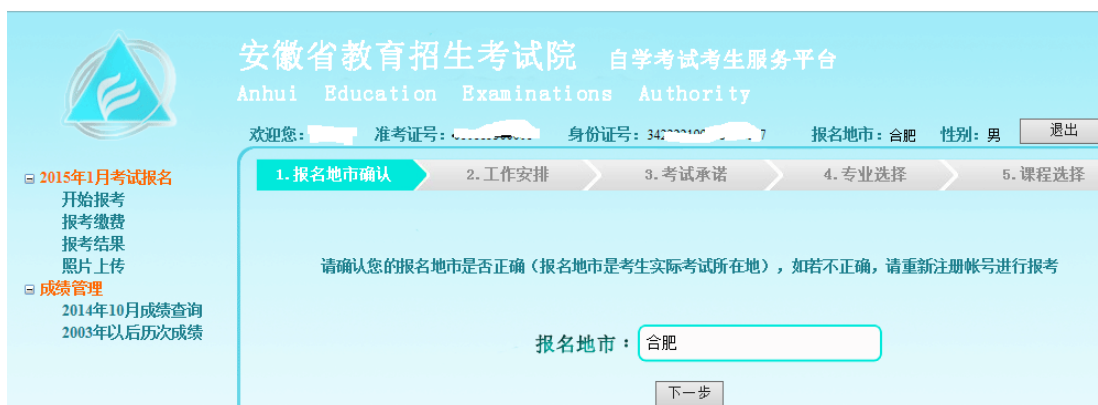 安徽省教育招生考试院 自学考试考生服务平台
Anhui Education Examinations Authority
欢迎您： 准考证号： 身份证号： 报名地市：合肥 性别：男 退出
1.报名地市确认 2.工作安排 3.考试承诺 4.专业选择 5.课程选择
2015年1月考试报名
开始报考
报考缴费
报考结果
照片上传
成绩管理
2014年10月成绩查询
2003年以后历次成绩
请确认您的报名地市是否正确（报名地市是考生实际考试所在地），如若不正确，请重新注册帐号进行报考
报名地市：合肥
下一步